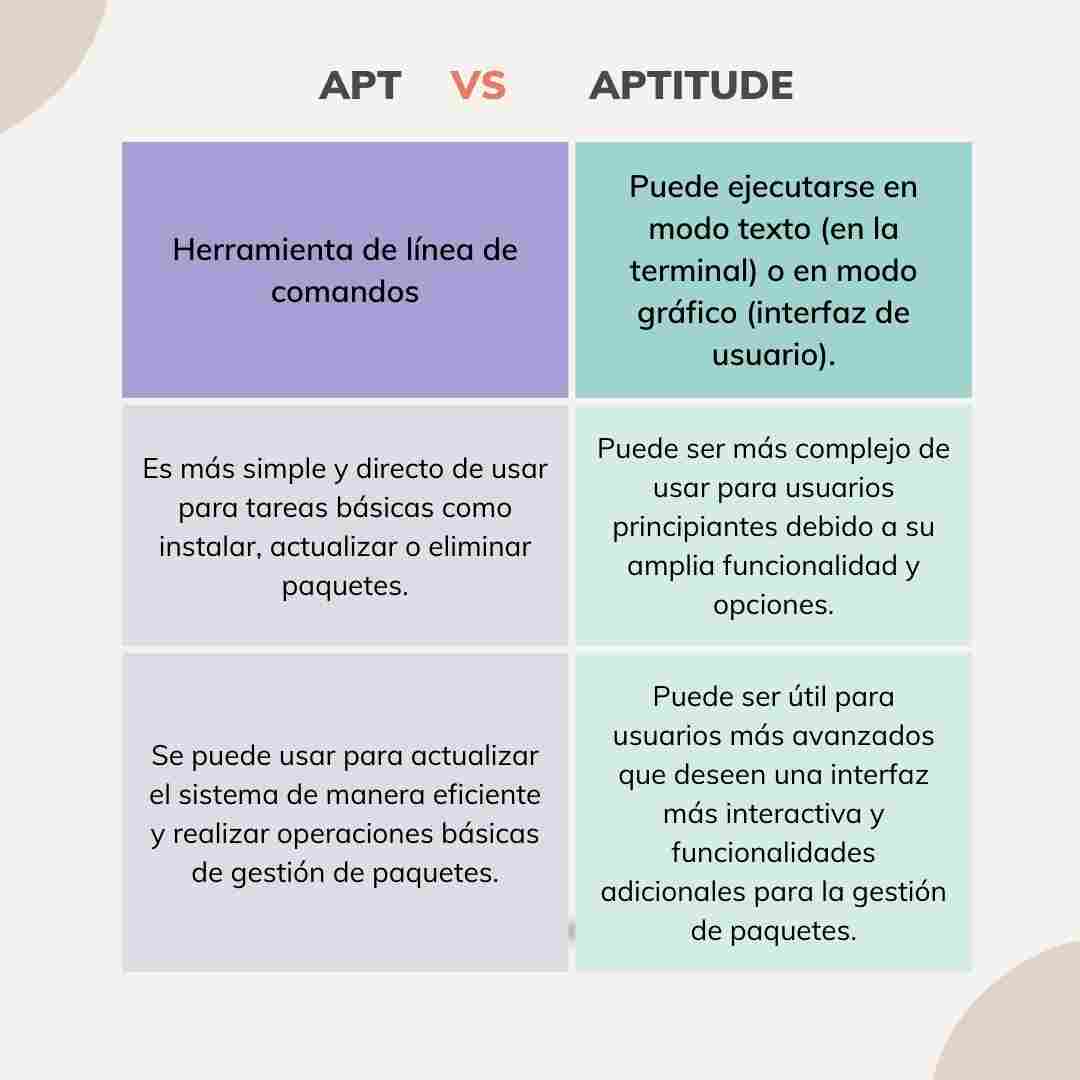 APT VS APTITUDE
Herramienta de línea de
comandos
Puede ejecutarse en
modo texto (en la
terminal) o en modo
gráfico (interfaz de
usuario).
Es más simple y directo de usar
para tareas básicas como
instalar, actualizar o eliminar
paquetes.
Puede ser más complejo de
usar para usuarios
principiantes debido a su
amplia funcionalidad y
opciones.
Se puede usar para actualizar
el sistema de manera eficiente
y realizar operaciones básicas
de gestión de paquetes.
Puede ser útil para
usuarios más avanzados
que deseen una interfaz
más interactiva y
funcionalidades
adicionales para la gestión
de paquetes.